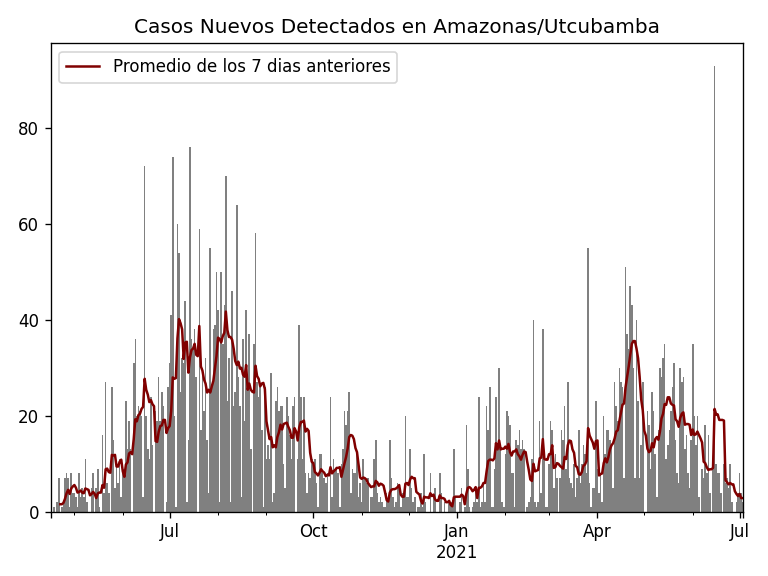 Casos Nuevos Detectados en Amazonas/Utcubamba
Promedio de los 7 dias anteriores
80
60
40
20
0
Jul
Oct
Jan
2021
Apr
Jul